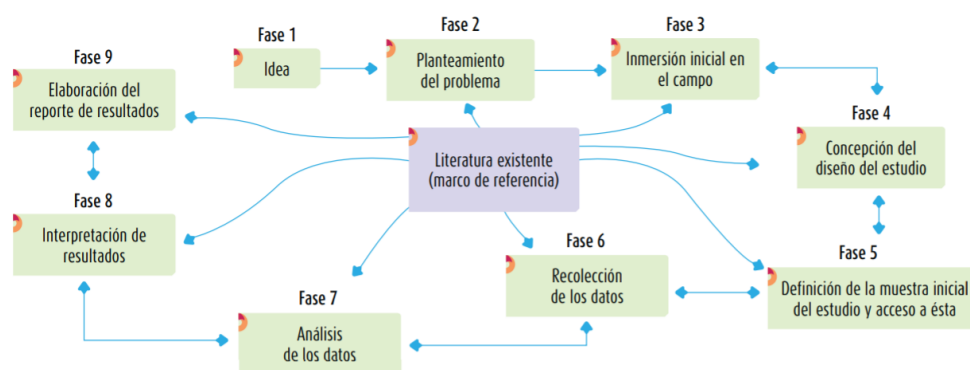 Fase 1
Idea
Fase 2
Planteamiento
del problema
Fase 3
Inmersión inicial en
el campo
Fase 4
Concepción del
diseño del estudio
Fase 5
Definición de la muestra inicial
del estudio y acceso a ésta
Fase 6
Recolección
de los datos
Fase 7
Análisis
de los datos
Fase 8
Interpretación de
resultados
Fase 9
Elaboración del
reporte de resultados
Literatura existente
(marco de referencia)